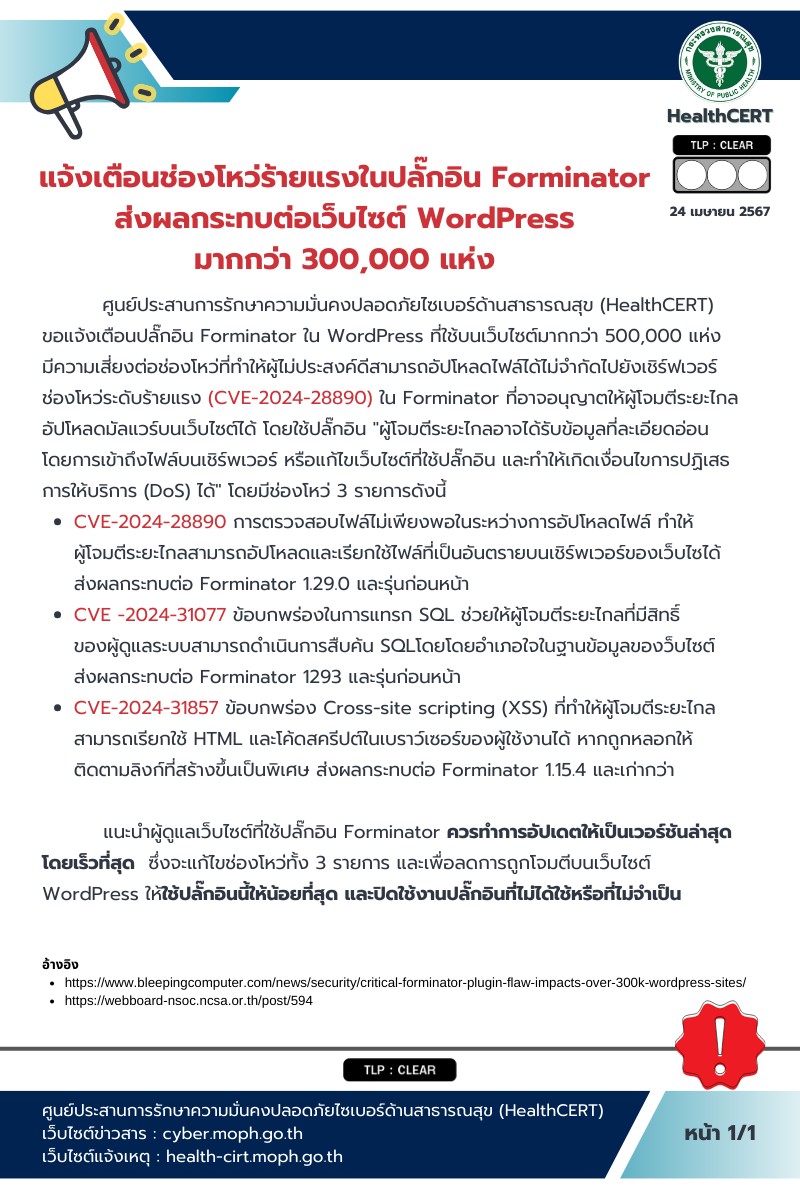 กระทรวงสาธารณสุข
MINISTRY OF PUBLIC HEALTH
HealthCERT
TLP : CLEAR
24 เมษายน 2567
แจ้งเตือนช่องโหว่ร้ายแรงในปลั๊กอิน Forminator
ส่งผลกระทบต่อเว็บไซต์ WordPress
มากกว่า 300,000 แห่ง
ศูนย์ประสานการรักษาความมั่นคงปลอดภัยไซเบอร์ด้านสาธารณสุข (HealthCERT)
ขอแจ้งเตือนปลั๊กอิน Forminator ใน WordPress ที่ใช้บนเว็บไซต์มากกว่า 500,000 แห่ง
มีความเสี่ยงต่อช่องโหว่ที่ทำให้ผู้ไม่ประสงค์ดีสามารถอัปโหลดไฟล์ได้ไม่จำกัดไปยังเซิร์ฟเวอร์
ช่องโหว่ระดับร้ายแรง (CVE-2024-28890) ใน Forminator ที่อาจอนุญาตให้ผู้โจมตีระยะไกล
อัปโหลดมัลแวร์บนเว็บไซต์ได้ โดยใช้ปลั๊กอิน "ผู้โจมตีระยะไกลอาจได้รับข้อมูลที่ละเอียดอ่อน
โดยการเข้าถึงไฟล์บนเซิร์พเวอร์ หรือแก้ไขเว็บไซต์ที่ใช้ปลั๊กอิน และทำให้เกิดเงื่อนไขการปฏิเสธ
การให้บริการ (DoS) ได้" โดยมีช่องโหว่ 3 รายการดังนี้
• CVE-2024-28890 การตรวจสอบไฟล์ไม่เพียงพอในระหว่างการอัปโหลดไฟล์ ทำให้
ผู้โจมตีระยะไกลสามารถอัปโหลดและเรียกใช้ไฟล์ที่เป็นอันตรายบนเซิร์พเวอร์ของเว็บไซได้
ส่งผลกระทบต่อ Forminator 1.29.0 และรุ่นก่อนหน้า
• CVE -2024-31077 ข้อบกพร่องในการแทรก SQL ช่วยให้ผู้โจมตีระยะไกลที่มีสิทธิ์
ของผู้ดูแลระบบสามารถดำเนินการสืบค้น SQLโดยโดยอำเภอใจในฐานข้อมูลของเว็บไซต์
ส่งผลกระทบต่อ Forminator 1293 และรุ่นก่อนหน้า
• CVE-2024-31857 ข้อบกพร่อง Cross-site scripting (XSS) ที่ทำให้ผู้โจมตีระยะไกล
สามารถเรียกใช้ HTML และโค้ดสครีปต์ในเบราว์เซอร์ของผู้ใช้งานได้ หากถูกหลอกให้
ติดตามลิงก์ที่สร้างขึ้นเป็นพิเศษ ส่งผลกระทบต่อ Forminator 1.15.4 และเก่ากว่า
แนะนำผู้ดูแลเว็บไซต์ที่ใช้ปลั๊กอิน Forminator ควรทำการอัปเดตให้เป็นเวอร์ชันล่าสุด
โดยเร็วที่สุด ซึ่งจะแก้ไขช่องโหว่ทั้ง 3 รายการ และเพื่อลดการถูกโจมตีบนเว็บไซต์
WordPress ให้ใช้ปลั๊กอินนี้ให้น้อยที่สุด และปิดใช้งานปลั๊กอินที่ไม่ได้ใช้หรือที่ไม่จำเป็น
อ้างอิง
• https://www.bleepingcomputer.com/news/security/critical-forminator-plugin-flaw-impacts-over-300k-wordpress-sites/
• https://webboard-nsoc.ncsa.or.th/post/594
TLP : CLEAR
ศูนย์ประสานการรักษาความมั่นคงปลอดภัยไซเบอร์ด้านสาธารณสุข (HealthCERT)
เว็บไซต์ข่าวสาร : cyber.moph.go.th
เว็บไซต์แจ้งเหตุ : health-cirt.moph.go.th
หน้า 1/1